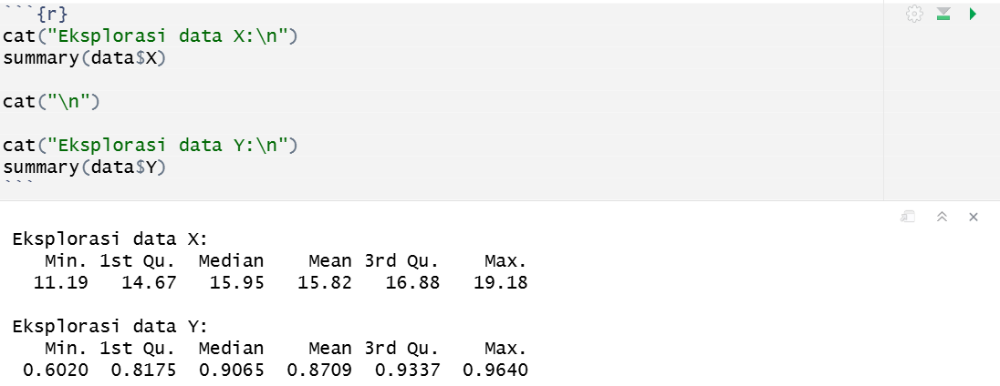 ```{r}
cat("Eksplorasi data X:\n")
summary(data$X)
cat("\n")
cat("Eksplorasi data Y:\n")
summary(data$Y)
```
Eksplorasi data X:
   Min. 1st Qu.  Median    Mean 3rd Qu.    Max.
  11.19   14.67   15.95   15.82   16.88   19.18
Eksplorasi data Y:
   Min. 1st Qu.  Median    Mean 3rd Qu.    Max.
 0.6020  0.8175  0.9065  0.8709  0.9337  0.9640